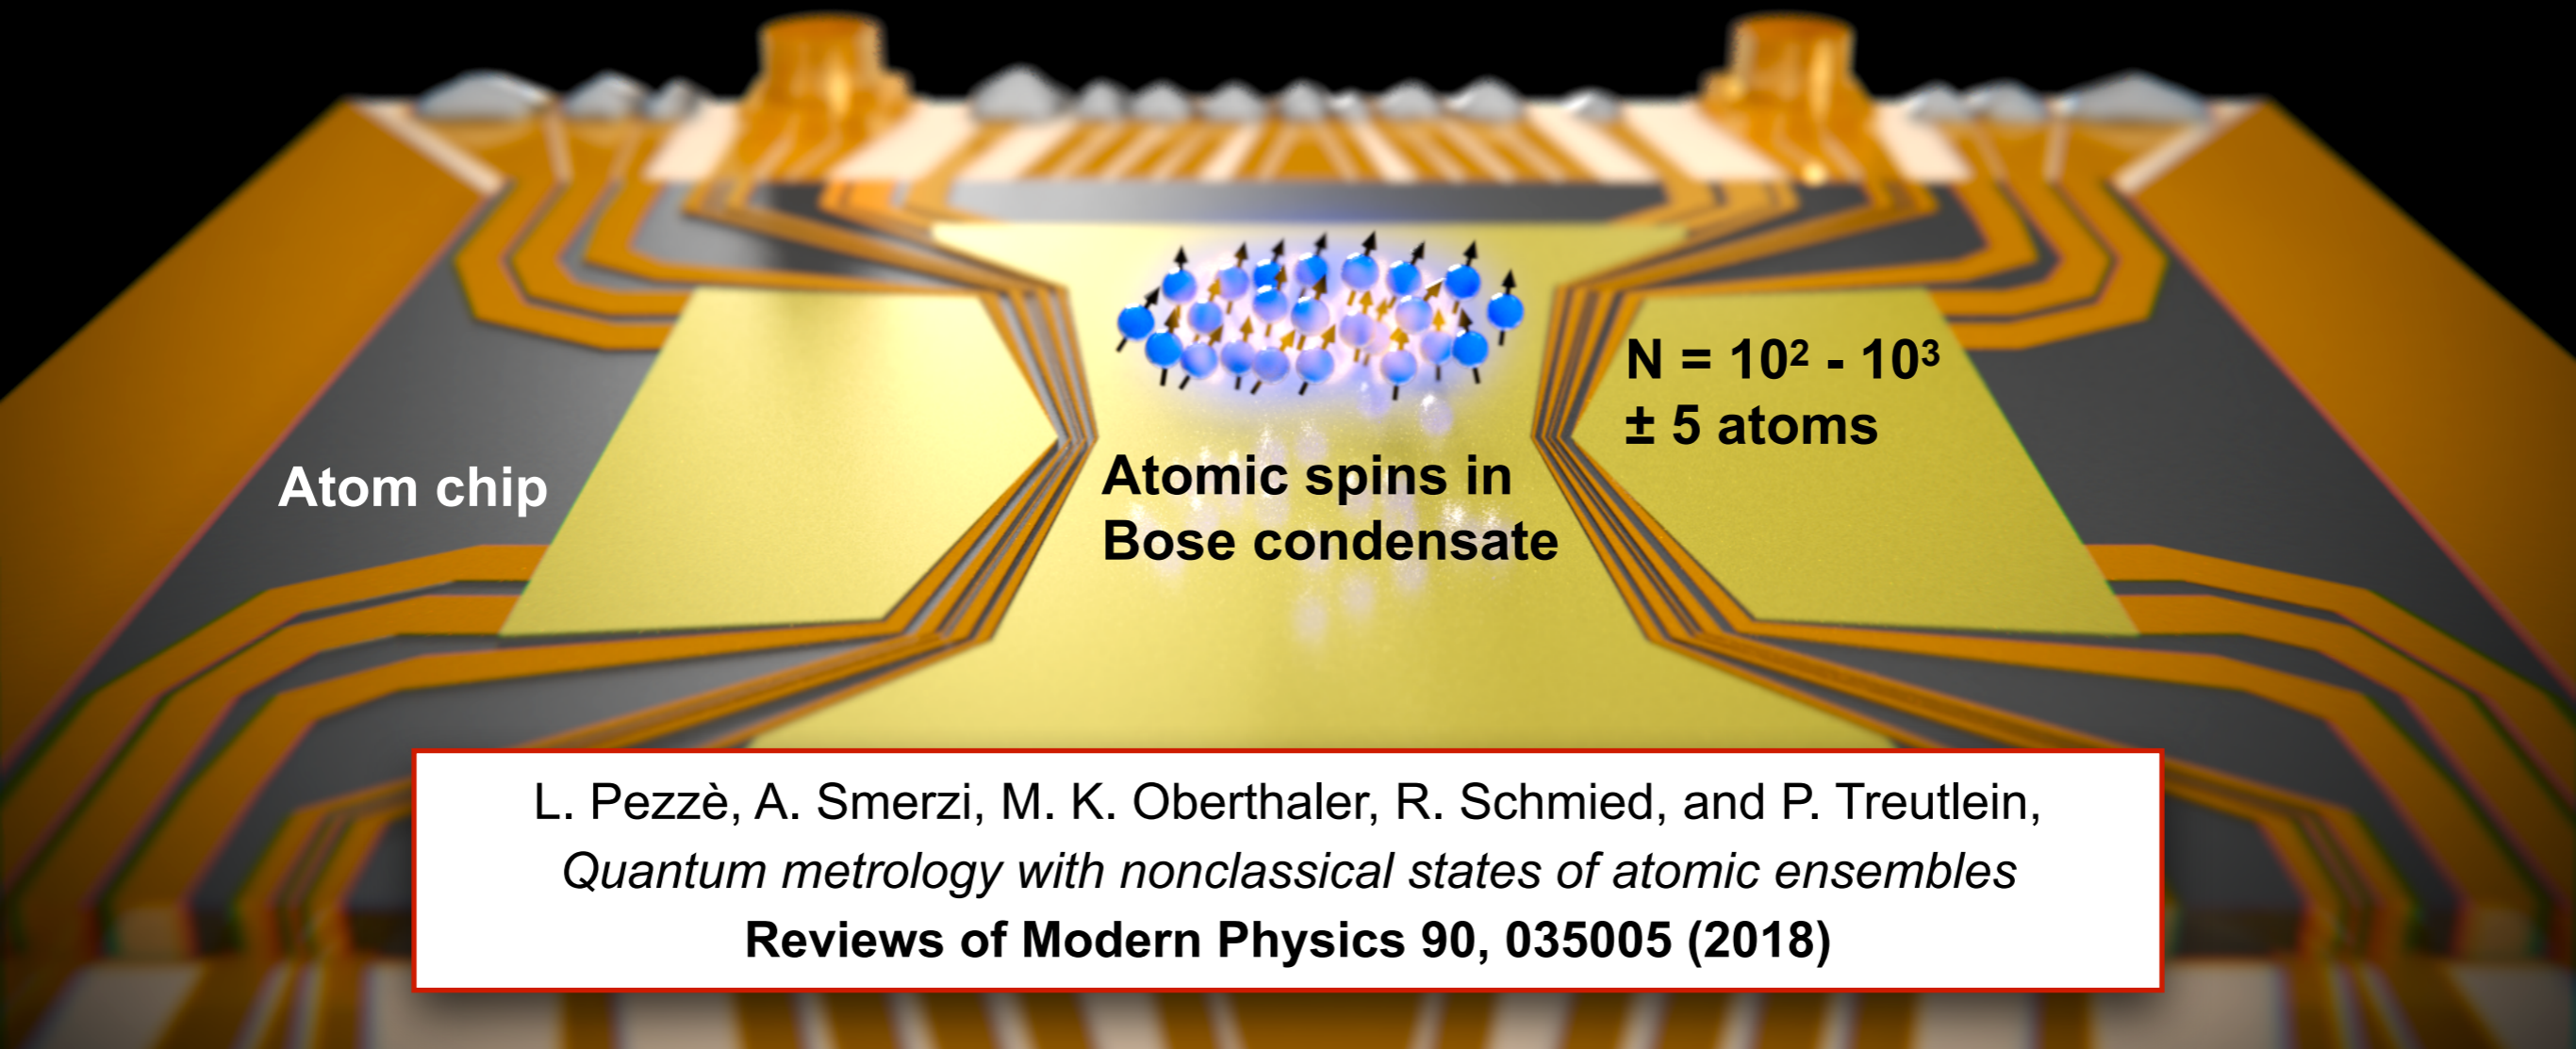 N = 10² - 10³
± 5 atoms
Atom chip
Atomic spins in
Bose condensate
L. Pezzè, A. Smerzi, M. K. Oberthaler, R. Schmied, and P. Treutlein,
Quantum metrology with nonclassical states of atomic ensembles
Reviews of Modern Physics 90, 035005 (2018)